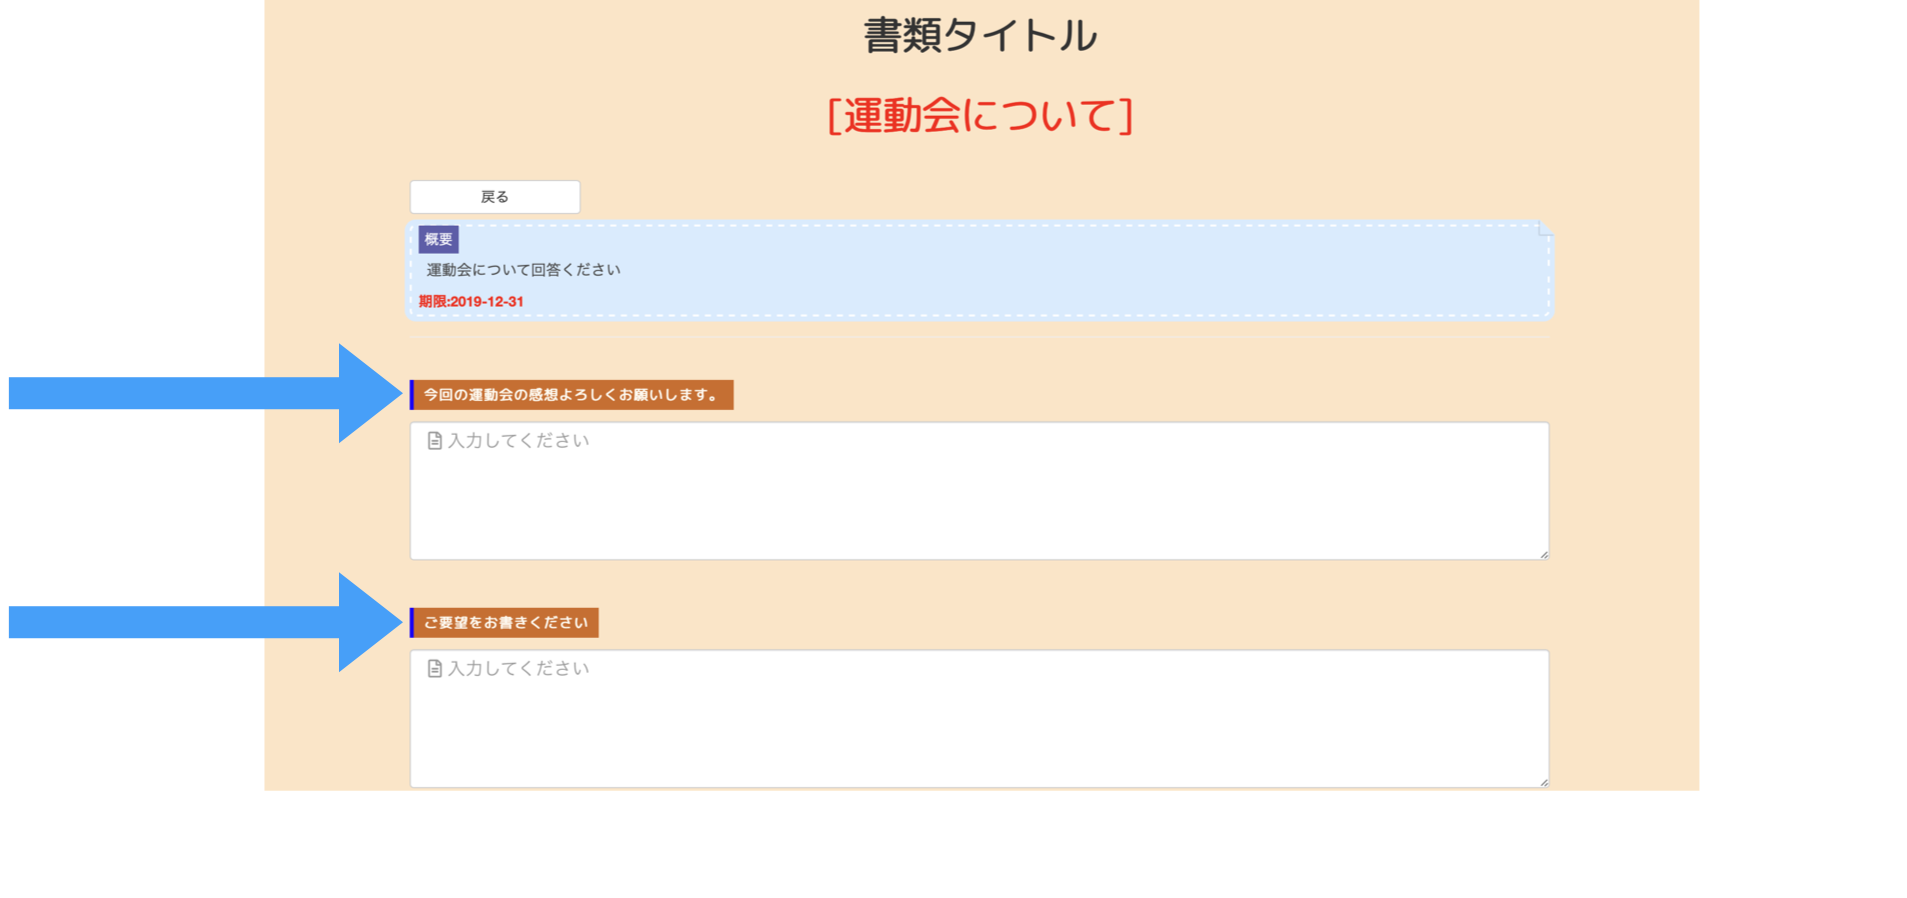 書類タイトル
[運動会について]
戻る
概要
運動会について回答ください
期限:2019-12-31
今回の運動会の感想よろしくお願いします。
入力してください
ご要望をお書きください
入力してください